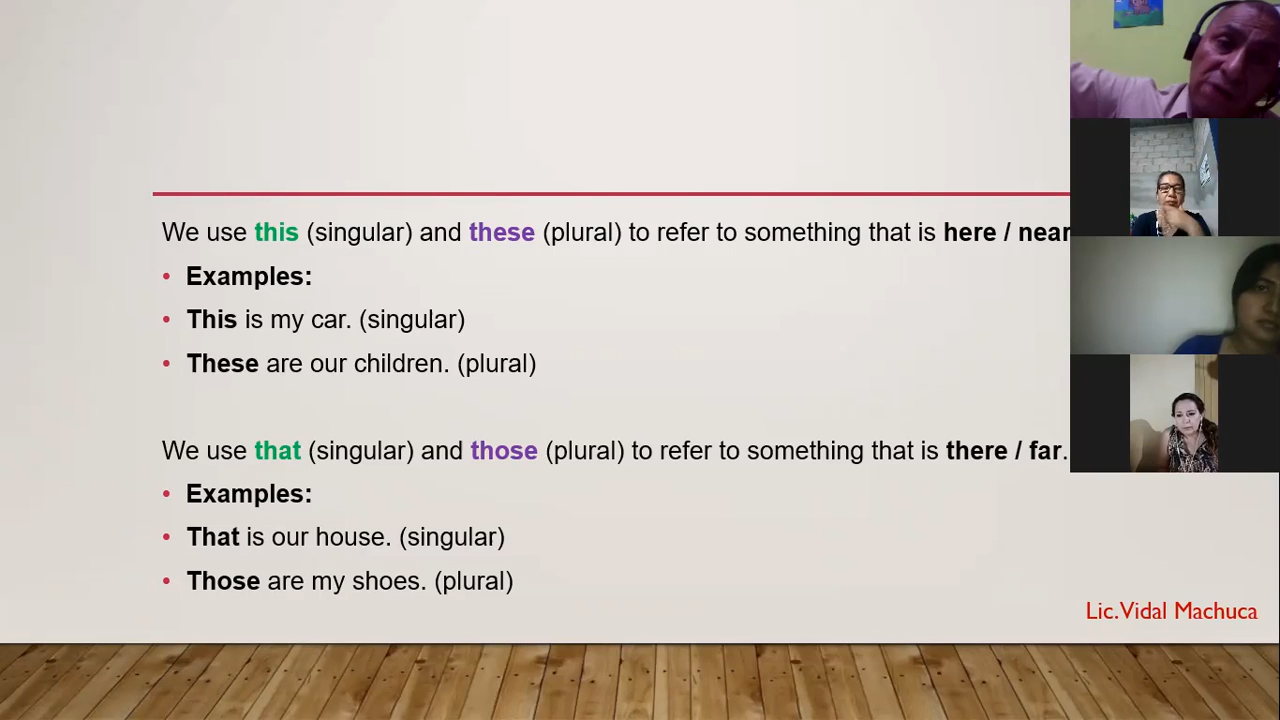 We use this (singular) and these (plural) to refer to something that is here / near
Examples:
This is my car. (singular)
These are our children. (plural)
We use that (singular) and those (plural) to refer to something that is there / far.
Examples:
That is our house. (singular)
Those are my shoes. (plural)
Lic.Vidal Machuca